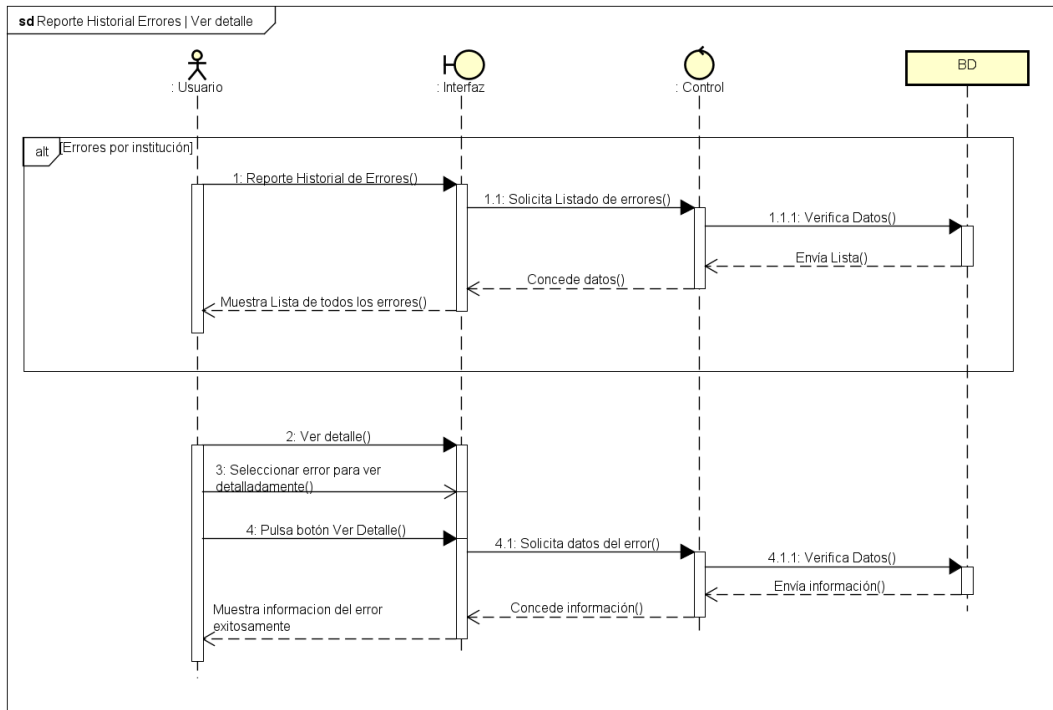 sd Reporte Historial Errores | Ver detalle
: Usuario
: Interfaz
: Control
BD
alt
[Errores por institución]
1: Reporte Historial de Errores()
1.1: Solicita Listado de errores()
1.1.1: Verifica Datos()
Envía Lista()
Concede datos()
Muestra Lista de todos los errores()
2: Ver detalle()
3: Seleccionar error para ver
detalladamente()
4: Pulsa botón Ver Detalle()
4.1: Solicita datos del error()
4.1.1: Verifica Datos()
Envía información()
Concede información()
Muestra informacion del error
exitosamente